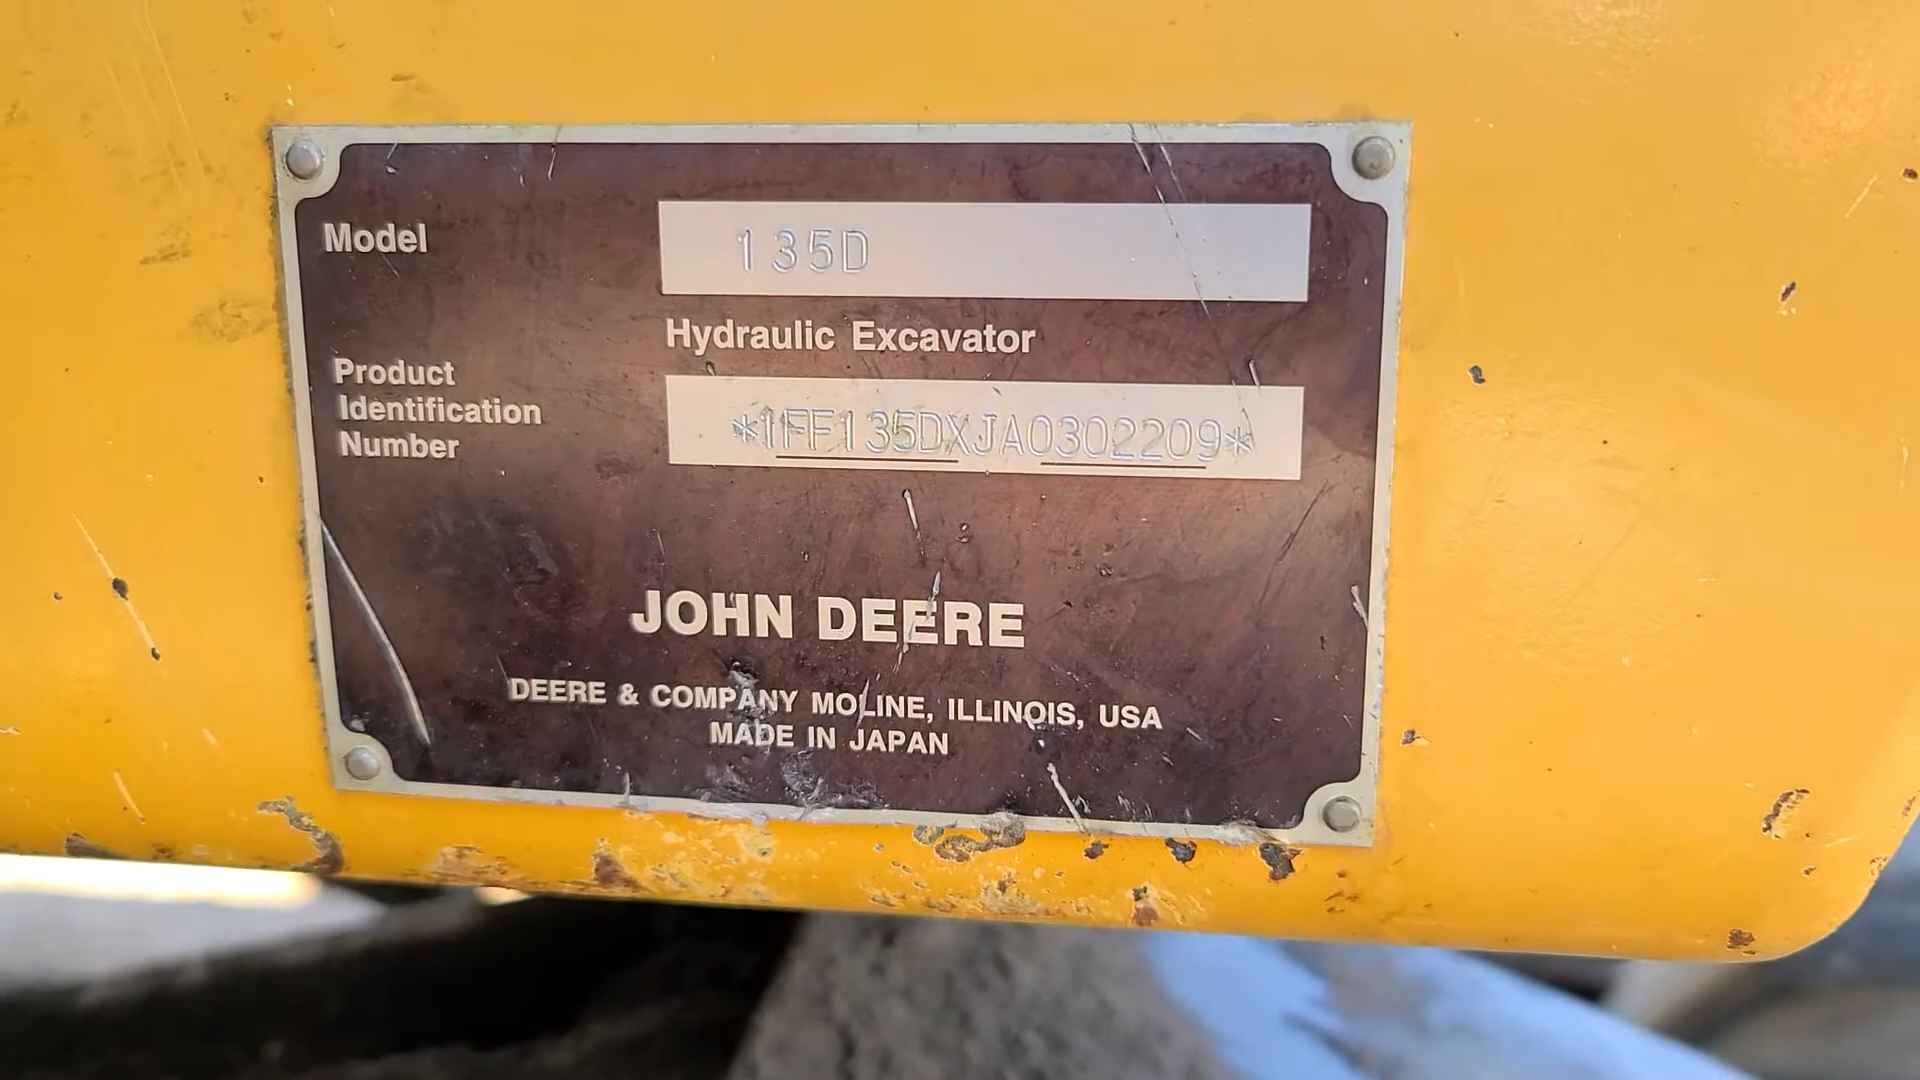 Model 135D
Hydraulic Excavator
Product
Identification
Number
*1FF135DXJA0302209*
JOHN DEERE
DEERE & COMPANY MOLINE, ILLINOIS, USA
MADE IN JAPAN